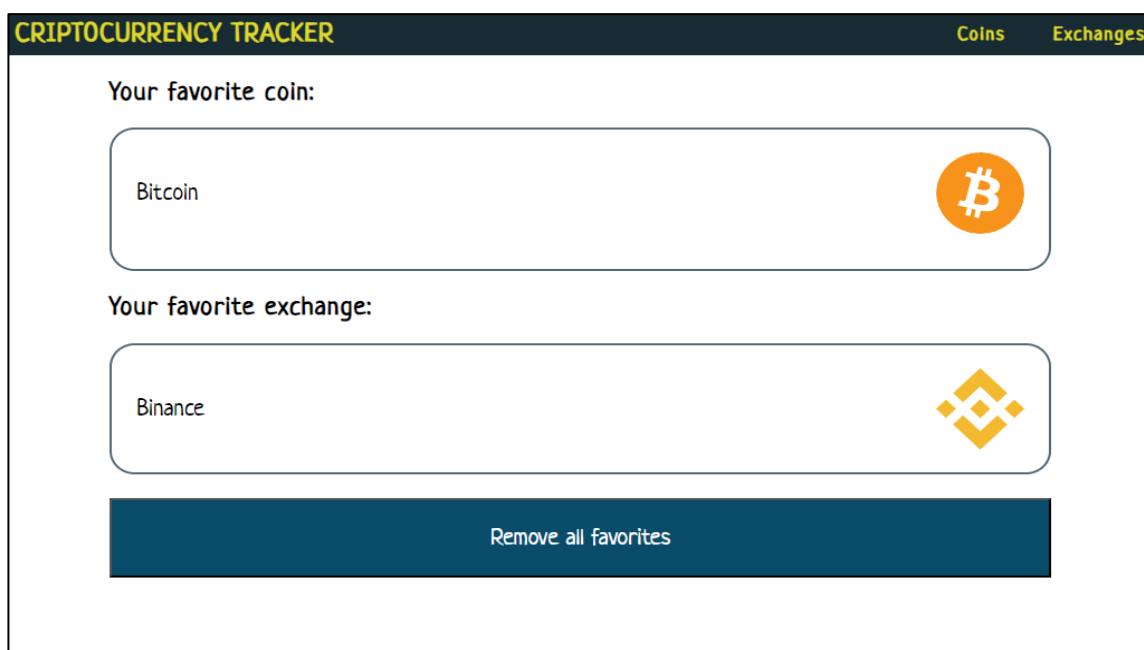 CRIPTOCURRENCY TRACKER Coins Exchanges
Your favorite coin:
Bitcoin
Your favorite exchange:
Binance
Remove all favorites